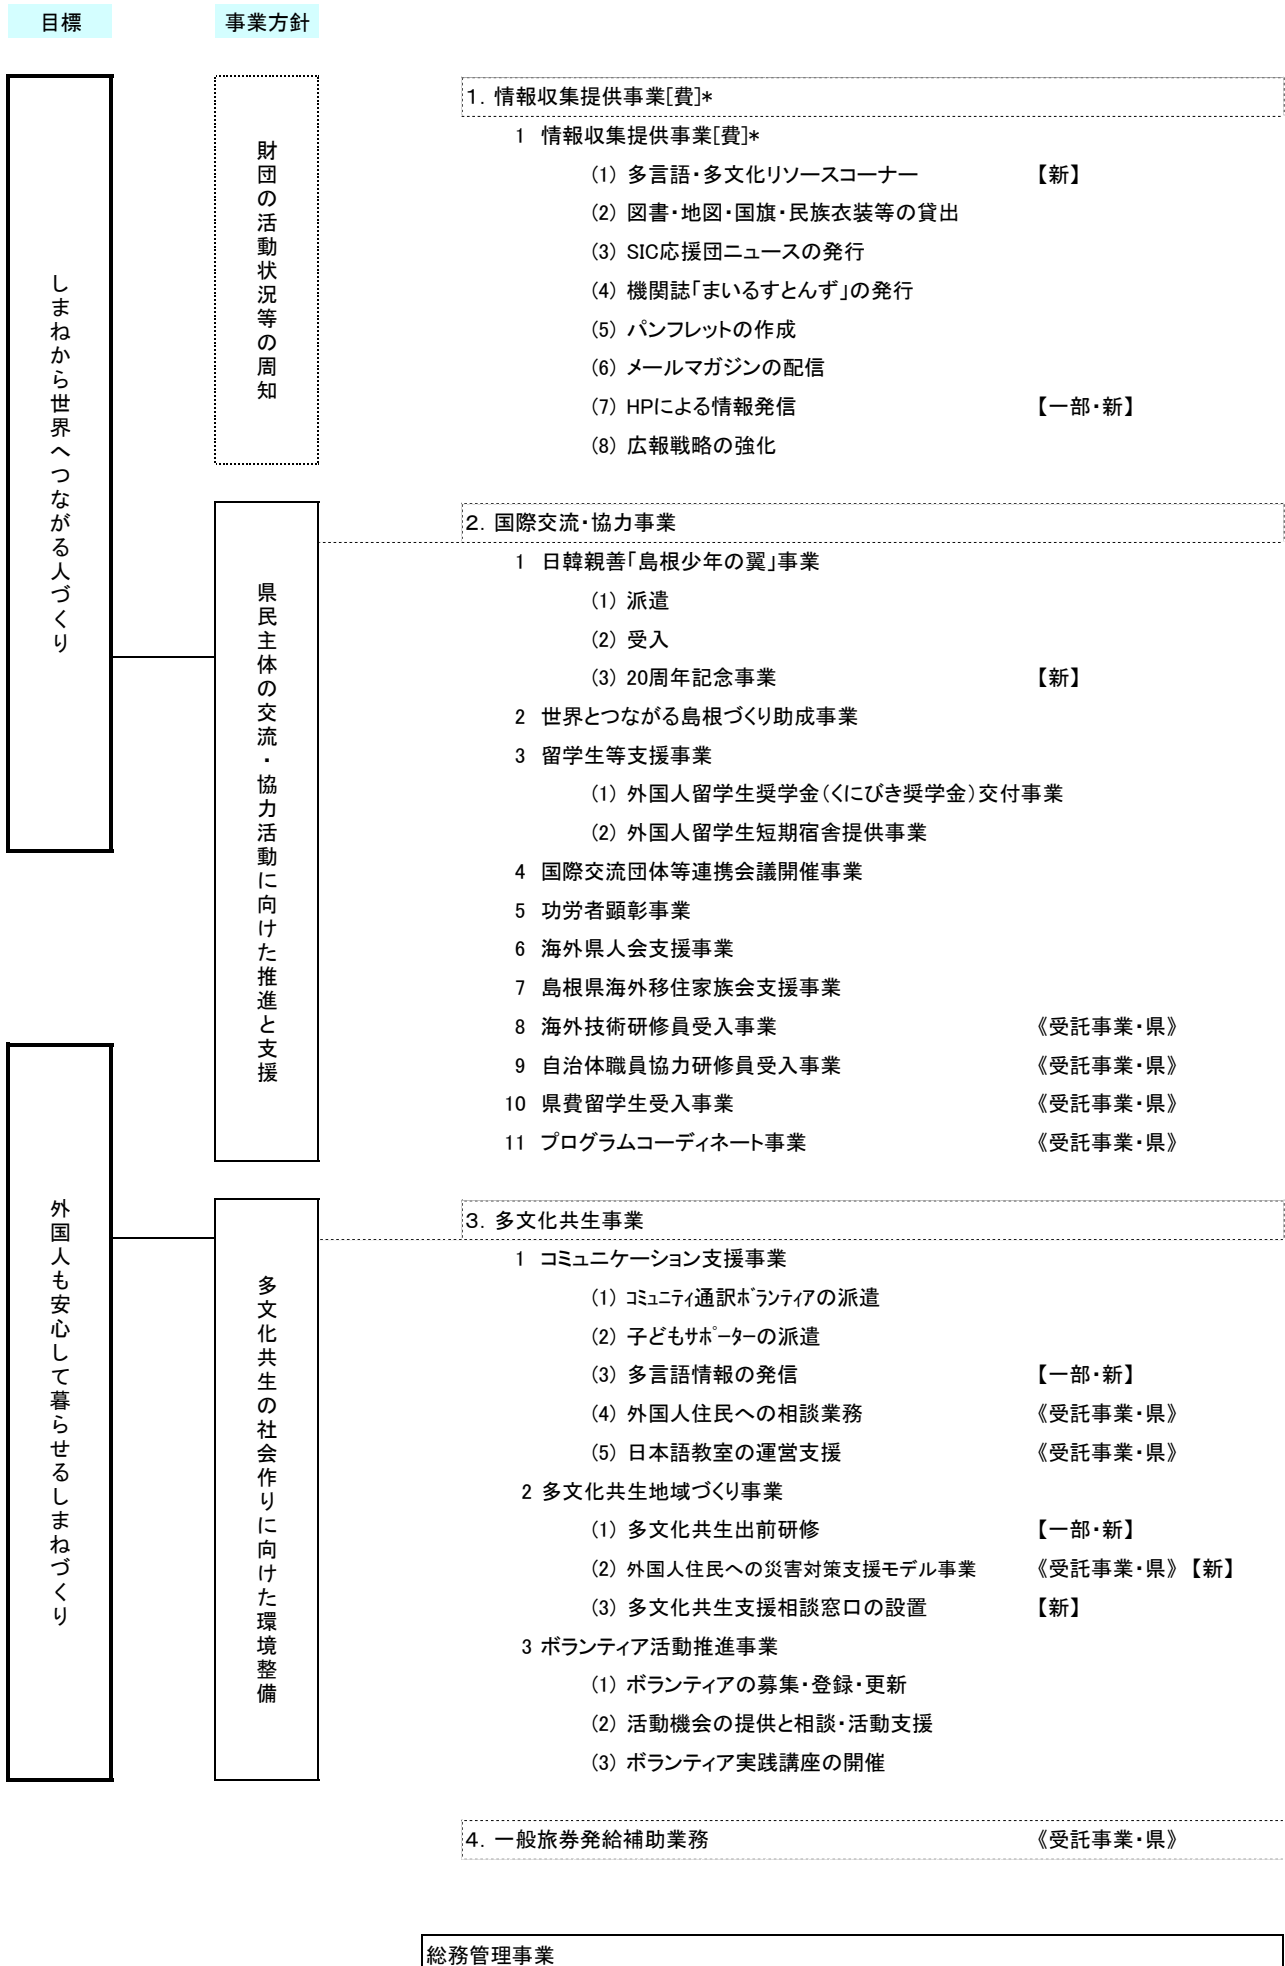 目標
事業方針
しまねから世界へつながる人づくり
外国人も安心して暮らせるしまねづくり
財団の活動状況等の周知
県民主体の交流・協力活動に向けた推進と支援
多文化共生の社会作りに向けた環境整備
１．情報収集提供事業[費]*
1 情報収集提供事業[費]*
(1) 多言語・多文化リソースコーナー 【新】
(2) 図書・地図・国旗・民族衣装等の貸出
(3) SIC応援団ニュースの発行
(4) 機関誌「まいるすとんず」の発行
(5) パンフレットの作成
(6) メールマガジンの配信
(7) HPによる情報発信 【一部・新】
(8) 広報戦略の強化
２．国際交流・協力事業
1 日韓親善「島根少年の翼」事業
(1) 派遣
(2) 受入
(3) 20周年記念事業 【新】
2 世界とつながる島根づくり助成事業
3 留学生等支援事業
(1) 外国人留学生奨学金（くにびき奨学金）交付事業
(2) 外国人留学生短期宿舎提供事業
4 国際交流団体等連携会議開催事業
5 功労者顕彰事業
6 海外県人会支援事業
7 島根県海外移住家族会支援事業
8 海外技術研修員受入事業 《受託事業・県》
9 自治体職員協力研修員受入事業 《受託事業・県》
10 県費留学生受入事業 《受託事業・県》
11 プログラムコーディネート事業 《受託事業・県》
３．多文化共生事業
1 コミュニケーション支援事業
(1) ｺﾐｭﾆﾃｨ通訳ﾎﾞﾗﾝﾃｨｱの派遣
(2) 子どもｻﾎﾟｰﾀｰの派遣
(3) 多言語情報の発信 【一部・新】
(4) 外国人住民への相談業務 《受託事業・県》
(5) 日本語教室の運営支援 《受託事業・県》
2 多文化共生地域づくり事業
(1) 多文化共生出前研修 【一部・新】
(2) 外国人住民への災害対策支援モデル事業 《受託事業・県》【新】
(3) 多文化共生支援相談窓口の設置 【新】
3 ボランティア活動推進事業
(1) ボランティアの募集・登録・更新
(2) 活動機会の提供と相談・活動支援
(3) ボランティア実践講座の開催
４．一般旅券発給補助業務 《受託事業・県》
総務管理事業